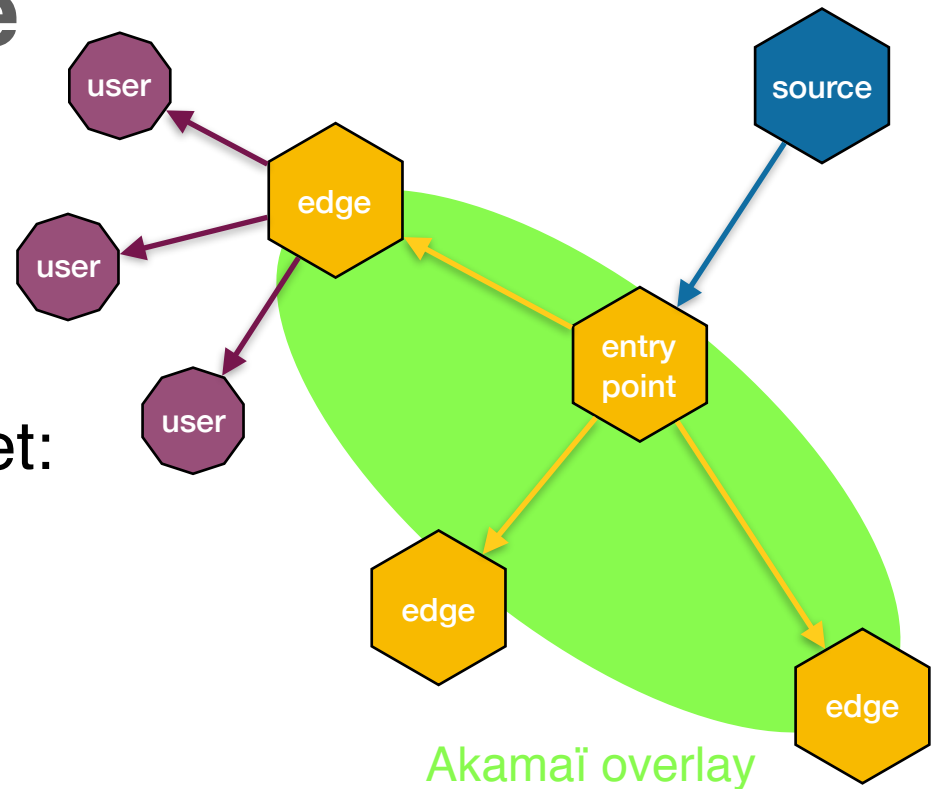 e
user
source
edge
user
entry
point
user
et:
edge
edge
Akamaï overlay